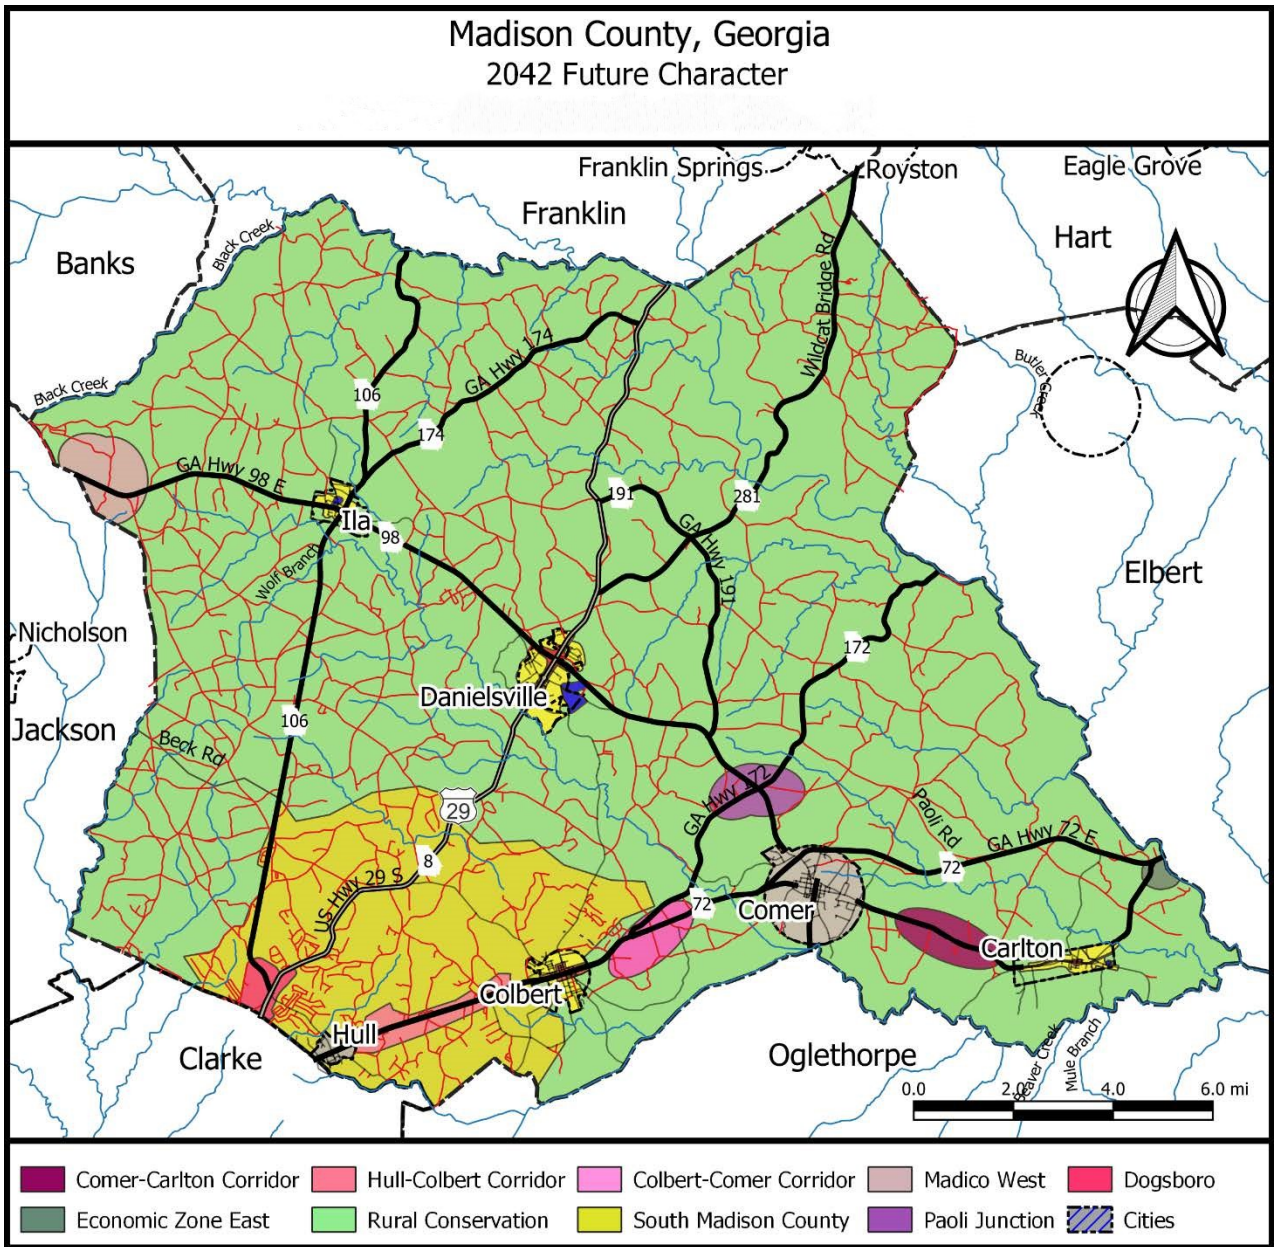 Madison County, Georgia
2042 Future Character
Franklin Springs
Royston
Eagle Grove
Franklin
Hart
Banks
Black Creek
Wildcat Bridge Rd
GA Hwy 174
Butler Creek
Black Creek
106
174
GA Hwy 98 E
191
281
Ila
98
GA Hwy 191
Wolf Branch
Elbert
Nicholson
172
Danielsville
Jackson
106
Beck Rd
GA Hwy 172
29
Paoli Rd
GA Hwy 72 E
8
72
US Hwy 29 S
72
Comer
Carlton
Colbert
Hull
Clarke
Oglethorpe
Beaver Creek
Mule Branch
0.0 2.0 4.0 6.0 mi
Comer-Carlton Corridor Hull-Colbert Corridor Colbert-Comer Corridor Madico West Dogsboro
Economic Zone East Rural Conservation South Madison County Paoli Junction Cities